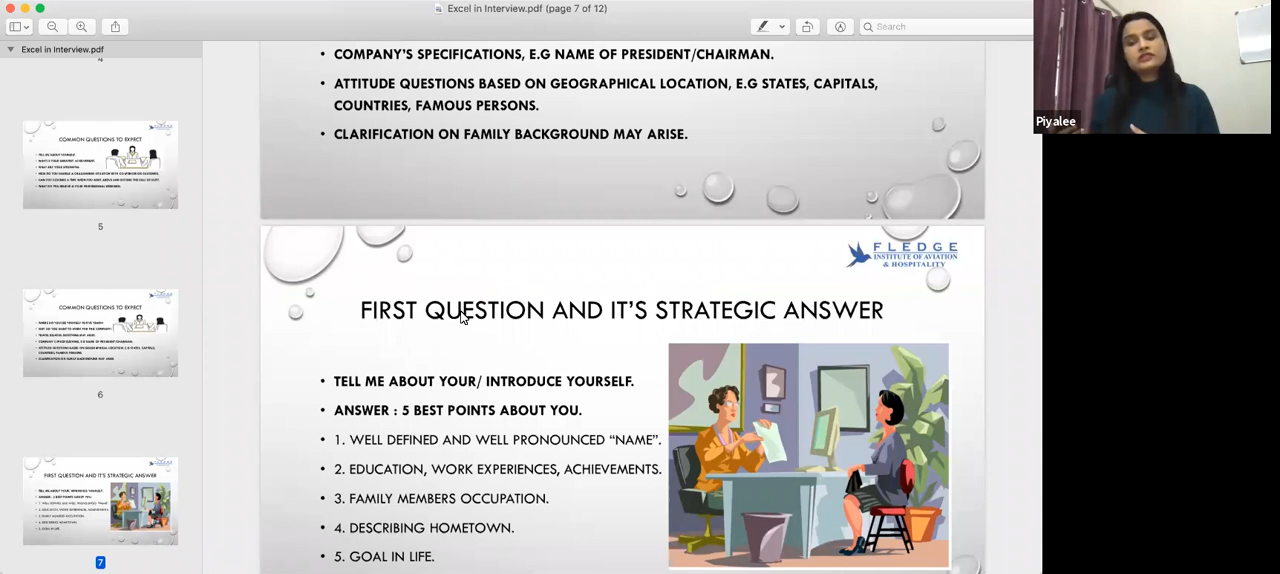 Excel in Interview.pdf (page 7 of 12)
Search
Excel in Interview.pdf
4
COMMON QUESTIONS TO EXPECT
5
COMMON QUESTIONS TO EXPECT
6
FIRST QUESTION AND IT'S STRATEGIC ANSWER
7
• COMPANY'S SPECIFICATIONS, E.G NAME OF PRESIDENT/CHAIRMAN.
• ATTITUDE QUESTIONS BASED ON GEOGRAPHICAL LOCATION, E.G STATES, CAPITALS,
COUNTRIES, FAMOUS PERSONS.
• CLARIFICATION ON FAMILY BACKGROUND MAY ARISE.
FLEDGE
INSTITUTE OF AVIATION
& HOSPITALITY
FIRST QUESTION AND IT'S STRATEGIC ANSWER
• TELL ME ABOUT YOUR/ INTRODUCE YOURSELF.
• ANSWER : 5 BEST POINTS ABOUT YOU.
• 1. WELL DEFINED AND WELL PRONOUNCED “NAME”.
• 2. EDUCATION, WORK EXPERIENCES, ACHIEVEMENTS.
• 3. FAMILY MEMBERS OCCUPATION.
• 4. DESCRIBING HOMETOWN.
• 5. GOAL IN LIFE.
Piyalee